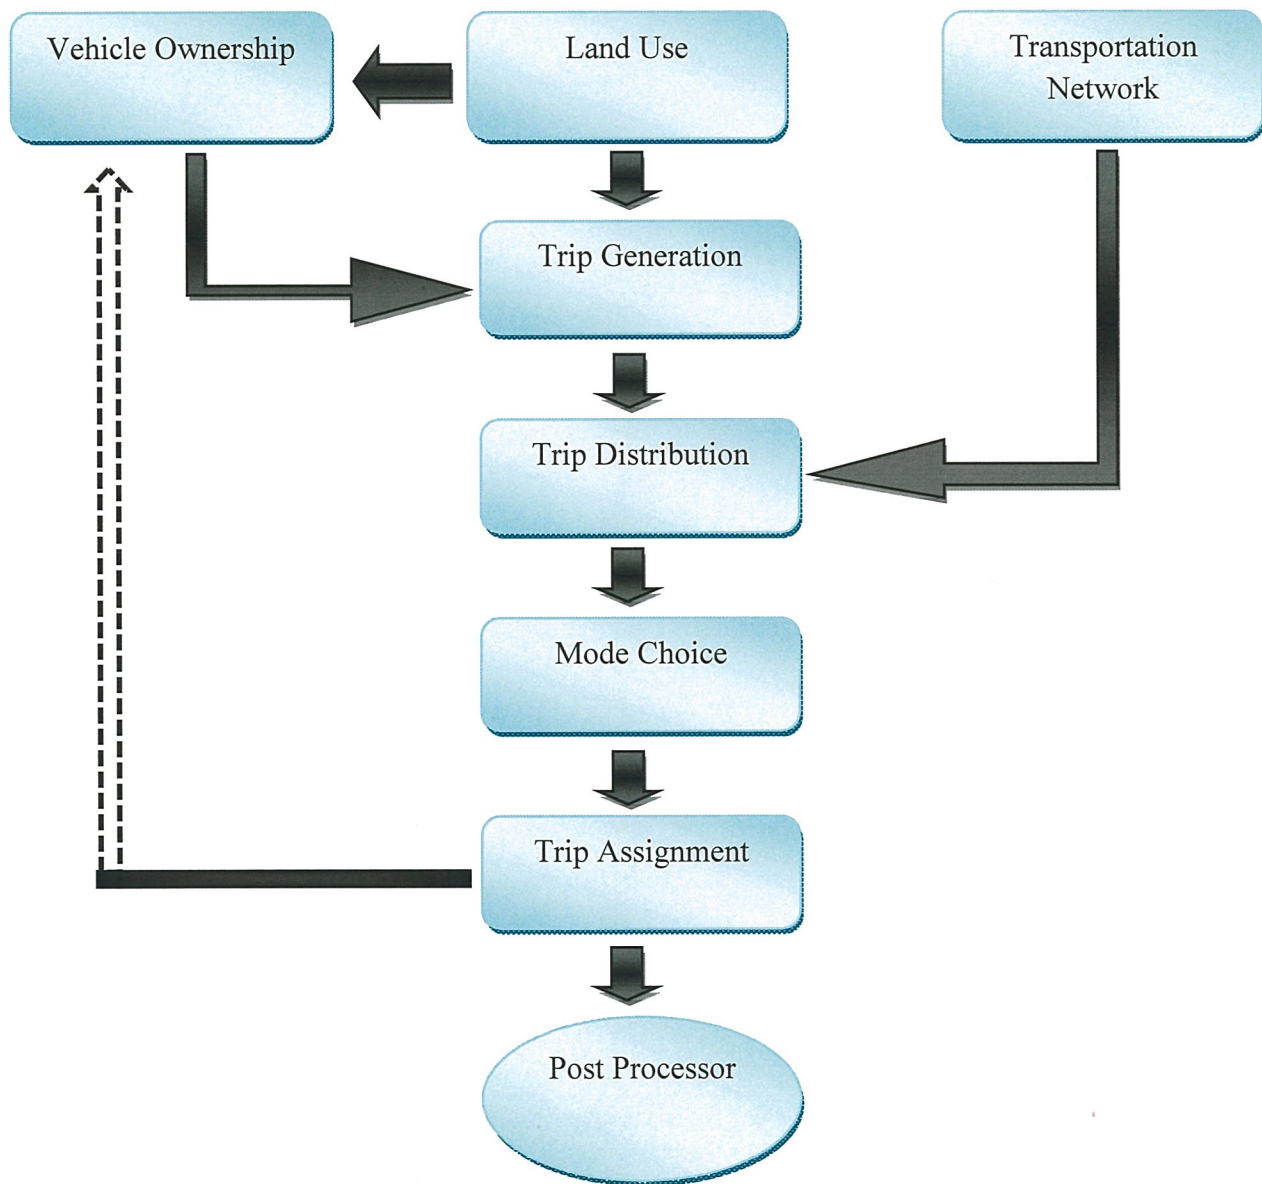 Vehicle Ownership
Land Use
Transportation
Network
Trip Generation
Trip Distribution
Mode Choice
Trip Assignment
Post Processor